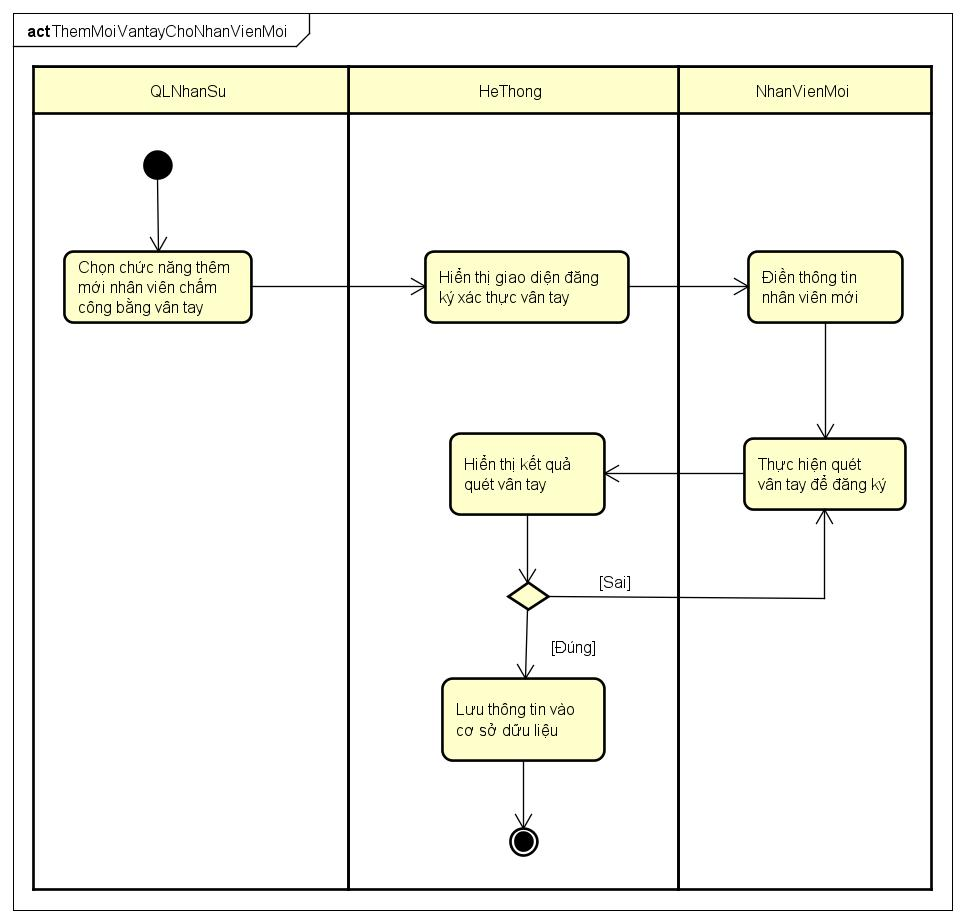 act ThemMoiVantayChoNhanVienMoi
QLNhanSu
HeThong
NhanVienMoi
Chọn chức năng thêm
mới nhân viên chấm
công bằng vân tay
Hiển thị giao diện đăng
ký xác thực vân tay
Điền thông tin
nhân viên mới
Hiển thị kết quả
quét vân tay
Thực hiện quét
vân tay để đăng ký
[Sai]
[Đúng]
Lưu thông tin vào
cơ sở dữu liệu